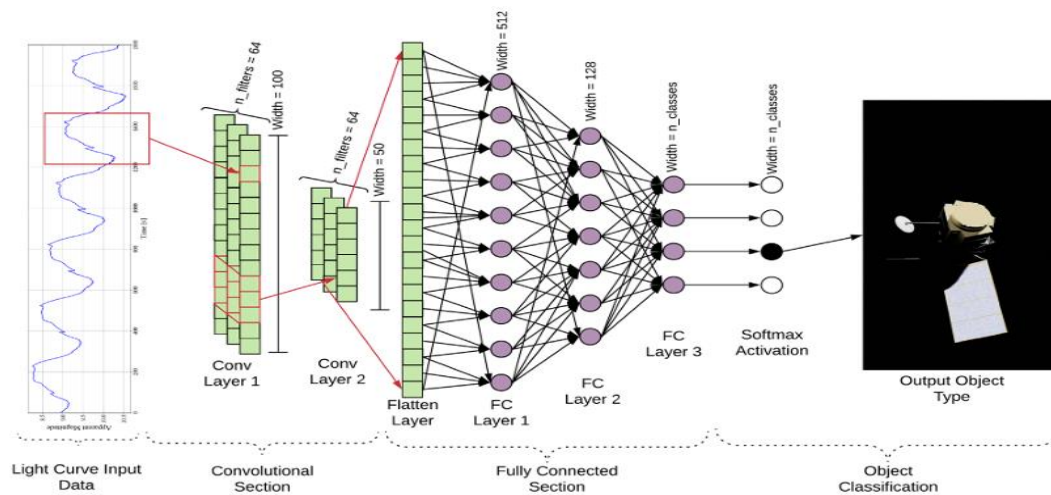 n_filters = 64
Width = 100
n_filters = 64
Width = 50
Width = 512
Width = 128
Width = n_classes
Width = n_classes
Time [s]
Apparent Magnitude
Conv
Layer 1
Conv
Layer 2
Flatten
Layer
FC
Layer 1
FC
Layer 2
FC
Layer 3
Softmax
Activation
Output Object
Type
Light Curve Input
Data
Convolutional
Section
Fully Connected
Section
Object
Classification